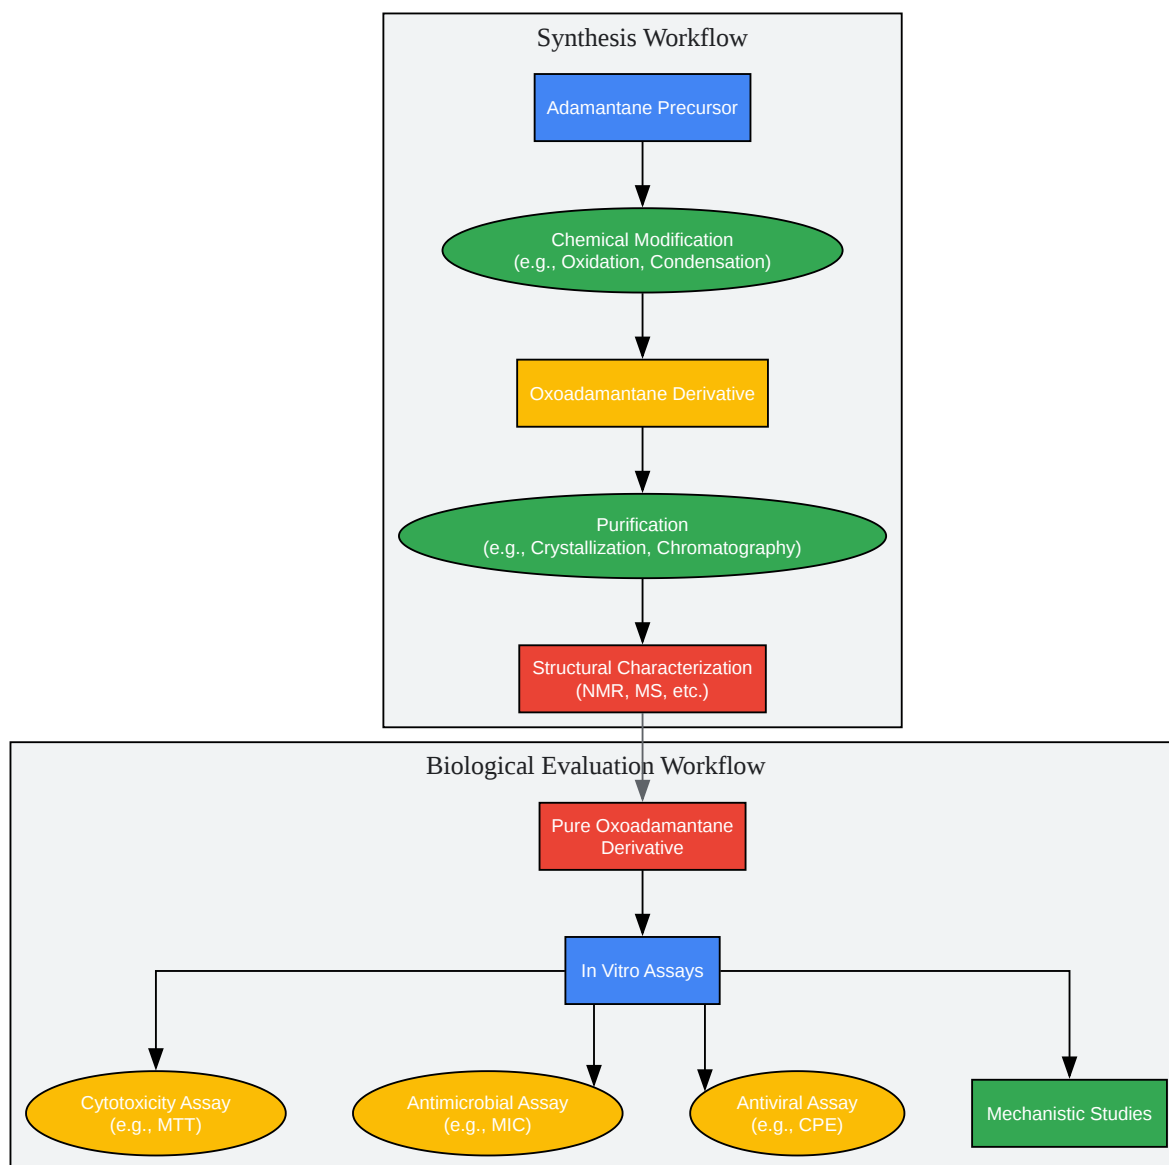 Synthesis Workflow
Adamantane Precursor
Chemical Modification
(e.g., Oxidation, Condensation)
Oxoadamantane Derivative
Purification
(e.g., Crystallization, Chromatography)
Structural Characterization
(NMR, MS, etc.)
Biological Evaluation Workflow
Pure Oxoadamantane
Derivative
In Vitro Assays
Cytotoxicity Assay
(e.g., MTT)
Antimicrobial Assay
(e.g., MIC)
Antiviral Assay
(e.g., CPE)
Mechanistic Studies